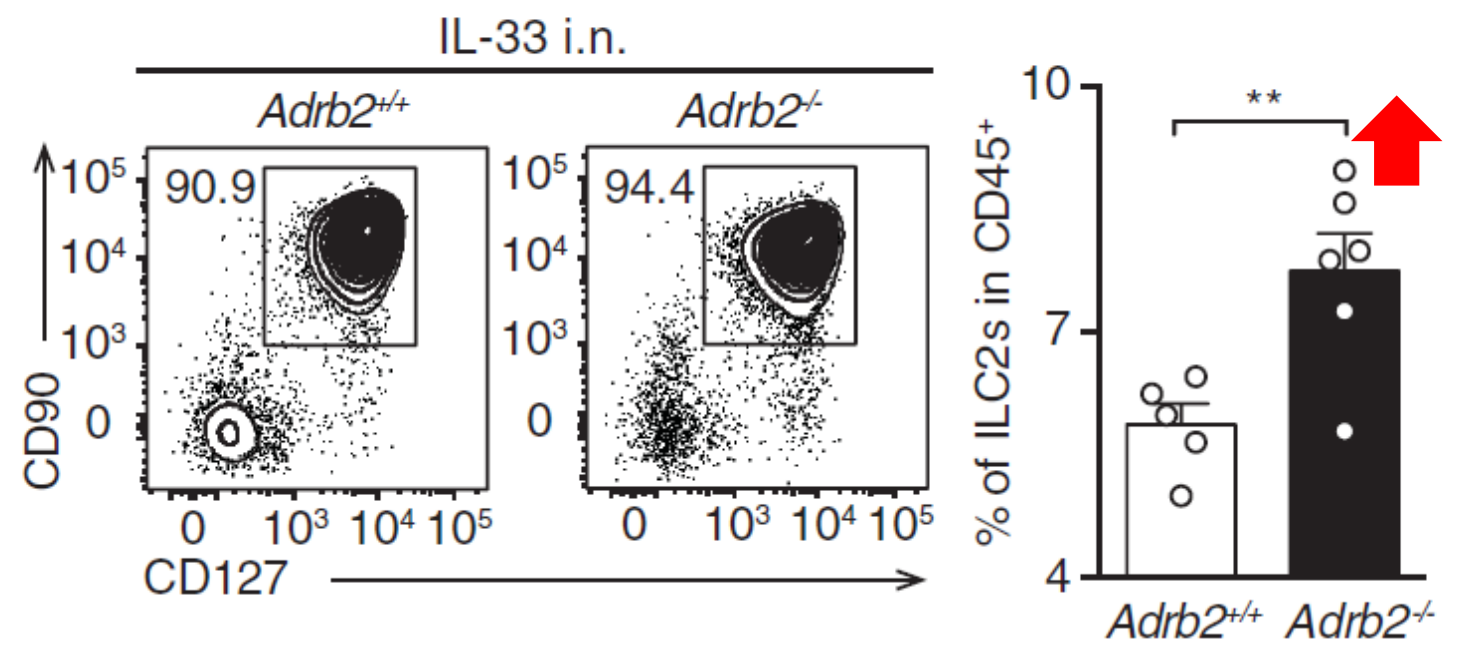 IL-33 i.n.
Adrb2+/+
Adrb2-/-
CD90
10⁵
10⁴
10³
0
90.9
0 10³ 10⁴ 10⁵
10⁵
10⁴
10³
0
94.4
0 10³ 10⁴ 10⁵
CD127
% of ILC2s in CD45+
10
7
4
**
Adrb2+/+ Adrb2-/-